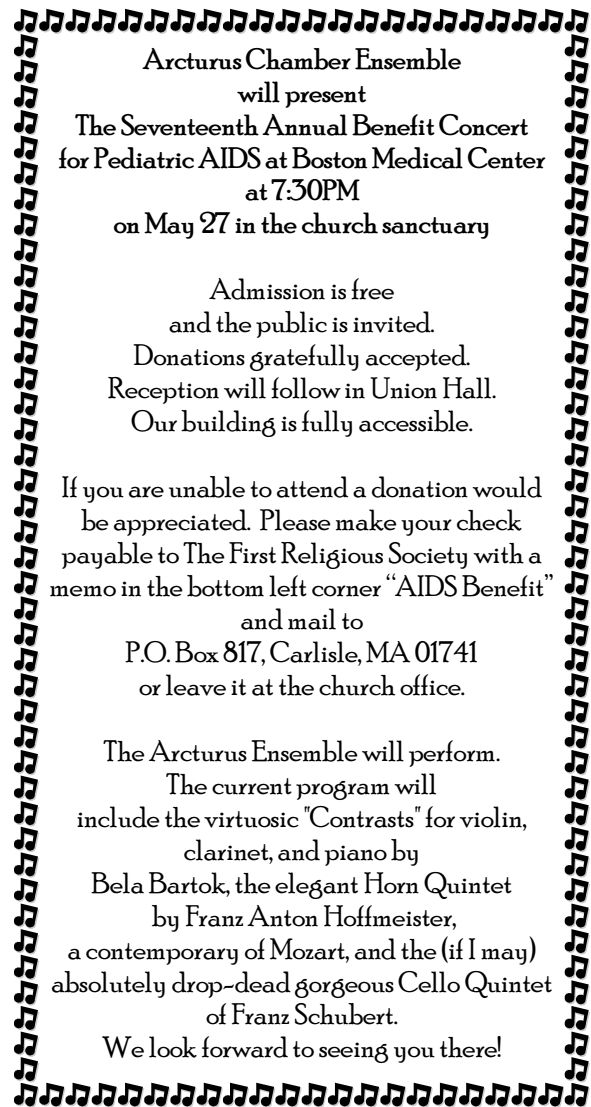 Arcturus Chamber Ensemble
will present
The Seventeenth Annual Benefit Concert
for Pediatric AIDS at Boston Medical Center
at 7:30PM
on May 27 in the church sanctuary
Admission is free
and the public is invited.
Donations gratefully accepted.
Reception will follow in Union Hall.
Our building is fully accessible.
If you are unable to attend a donation would
be appreciated.  Please make your check
payable to The First Religious Society with a
memo in the bottom left corner “AIDS Benefit”
and mail to
P.O. Box 817, Carlisle, MA 01741
or leave it at the church office.
The Arcturus Ensemble will perform.
The current program will
include the virtuosic "Contrasts" for violin,
clarinet, and piano by
Bela Bartok, the elegant Horn Quintet
by Franz Anton Hoffmeister,
a contemporary of Mozart, and the (if I may)
absolutely drop-dead gorgeous Cello Quintet
of Franz Schubert.
We look forward to seeing you there!